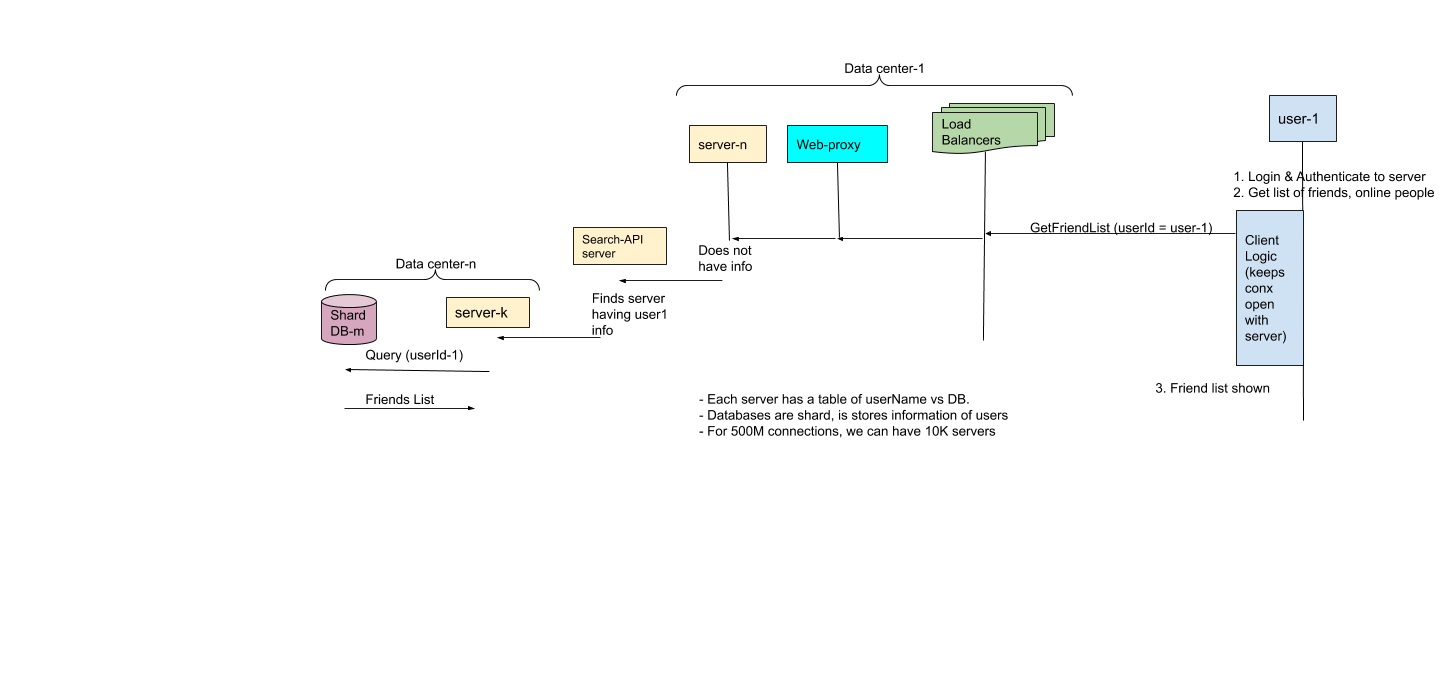 Data center-1
user-1
Load
Balancers
server-n
Web-proxy
1. Login & Authenticate to server
2. Get list of friends, online people
GetFriendList (userId = user-1)
Client
Logic
(keeps
conx
open
with
server)
Search-API
server
Does not
have info
Data center-n
Finds server
having user1
info
Shard
DB-m
server-k
Query (userId-1)
Friends List
3. Friend list shown
- Each server has a table of userName vs DB.
- Databases are shard, is stores information of users
- For 500M connections, we can have 10K servers